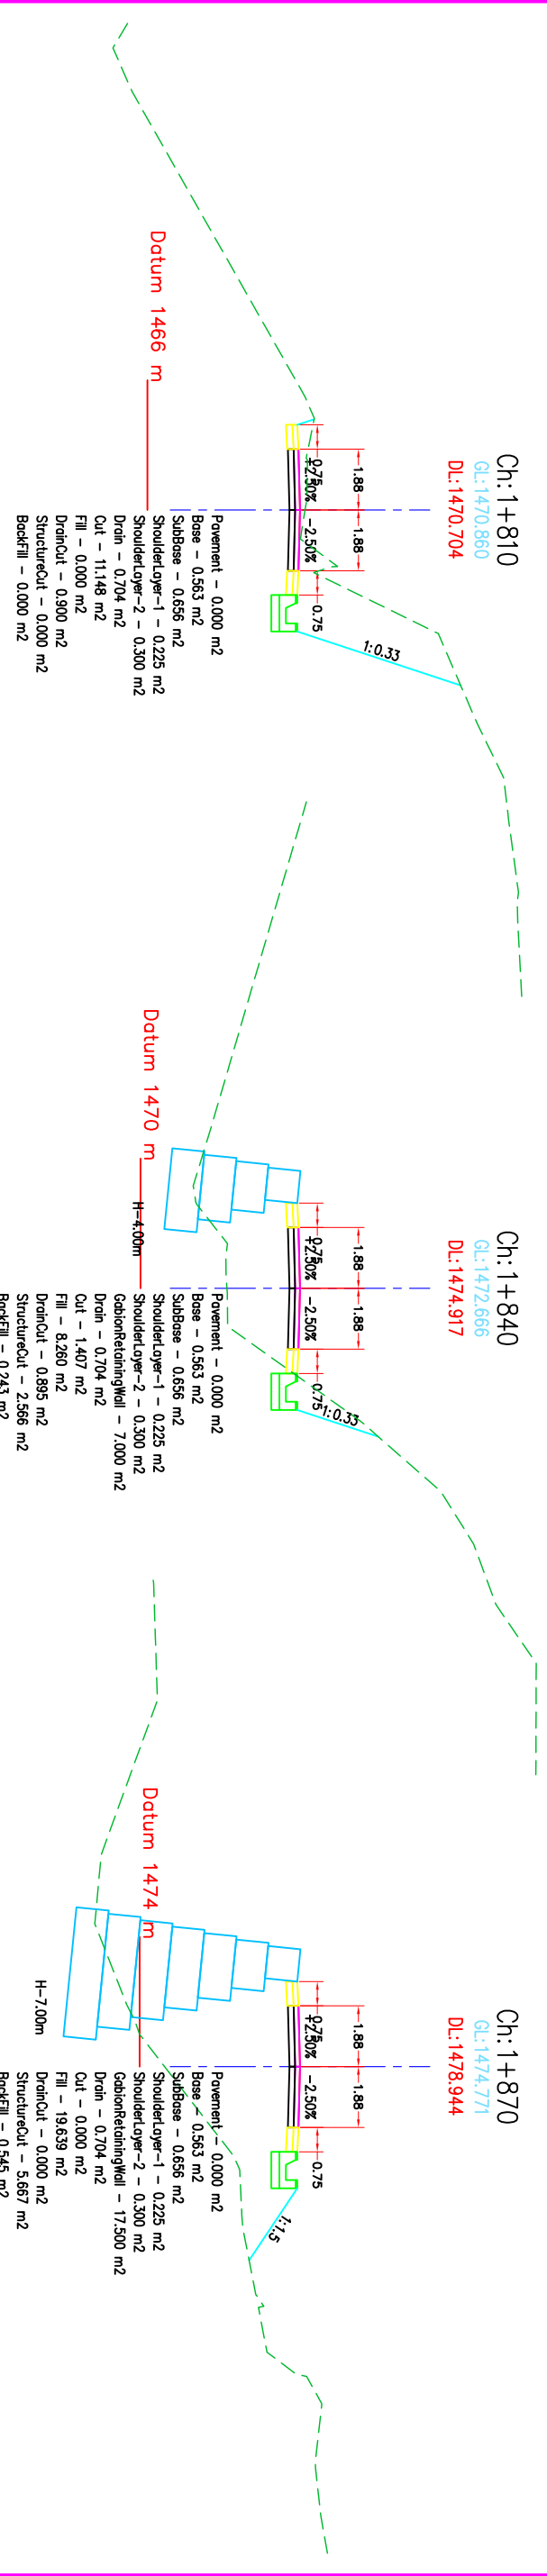 Ch:1+810
GL:1470.860
DL:1470.704
1.88
1.88
0.75
+2.50%
-2.50%
0.75
1:0.33
Datum 1466 m
Pavement - 0.000 m2
Base - 0.563 m2
SubBase - 0.656 m2
ShoulderLayer-1 - 0.225 m2
ShoulderLayer-2 - 0.300 m2
Drain - 0.704 m2
Cut - 11.148 m2
Fill - 0.000 m2
DrainCut - 0.900 m2
StructureCut - 0.000 m2
BackFill - 0.000 m2
Ch:1+840
GL:1472.666
DL:1474.917
1.88
1.88
0.75
+2.50%
-2.50%
0.75
1:0.33
Datum 1470 m
H-4.00m
Pavement - 0.000 m2
Base - 0.563 m2
SubBase - 0.656 m2
ShoulderLayer-1 - 0.225 m2
ShoulderLayer-2 - 0.300 m2
GabionRetainingWall - 7.000 m2
Drain - 0.704 m2
Cut - 1.407 m2
Fill - 8.260 m2
DrainCut - 0.895 m2
StructureCut - 2.566 m2
BackFill - 0.243 m2
Ch:1+870
GL:1474.771
DL:1478.944
1.88
1.88
0.75
+2.50%
-2.50%
0.75
1:1.5
Datum 1474 m
H-7.00m
Pavement - 0.000 m2
Base - 0.563 m2
SubBase - 0.656 m2
ShoulderLayer-1 - 0.225 m2
ShoulderLayer-2 - 0.300 m2
GabionRetainingWall - 17.500 m2
Drain - 0.704 m2
Cut - 0.000 m2
Fill - 19.639 m2
DrainCut - 0.000 m2
StructureCut - 5.667 m2
BackFill - 0.545 m2